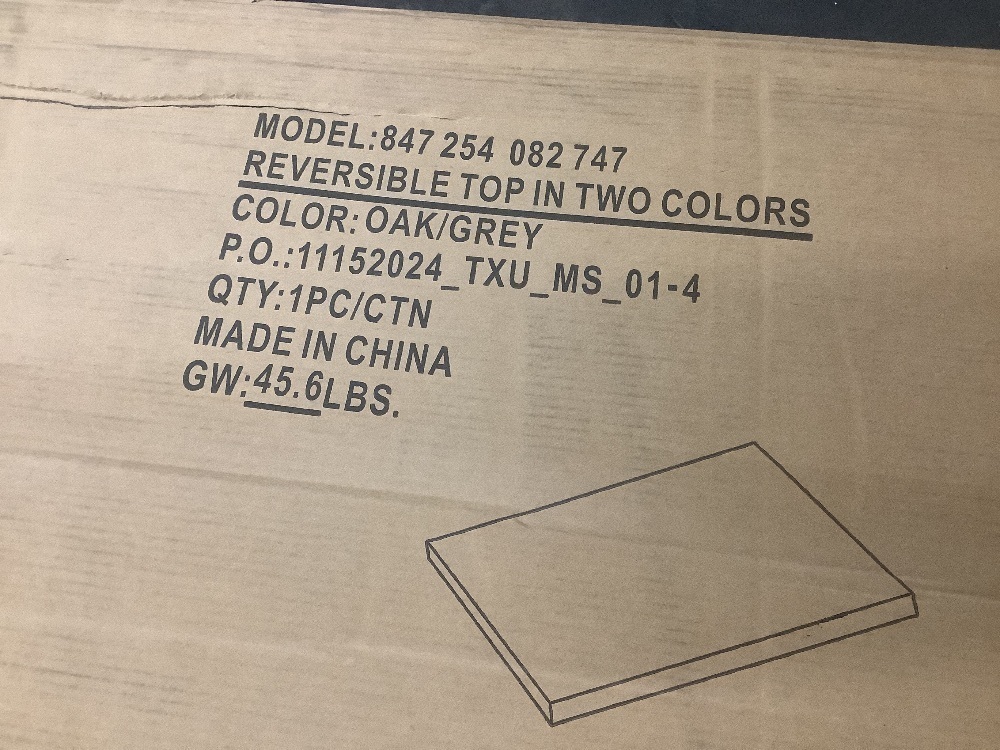 MODEL:847 254 082 747
REVERSIBLE TOP IN TWO COLORS
COLOR:OAK/GREY
P.O.:11152024_TXU_MS_01-4
QTY:1PC/CTN
MADE IN CHINA
GW:45.6LBS.